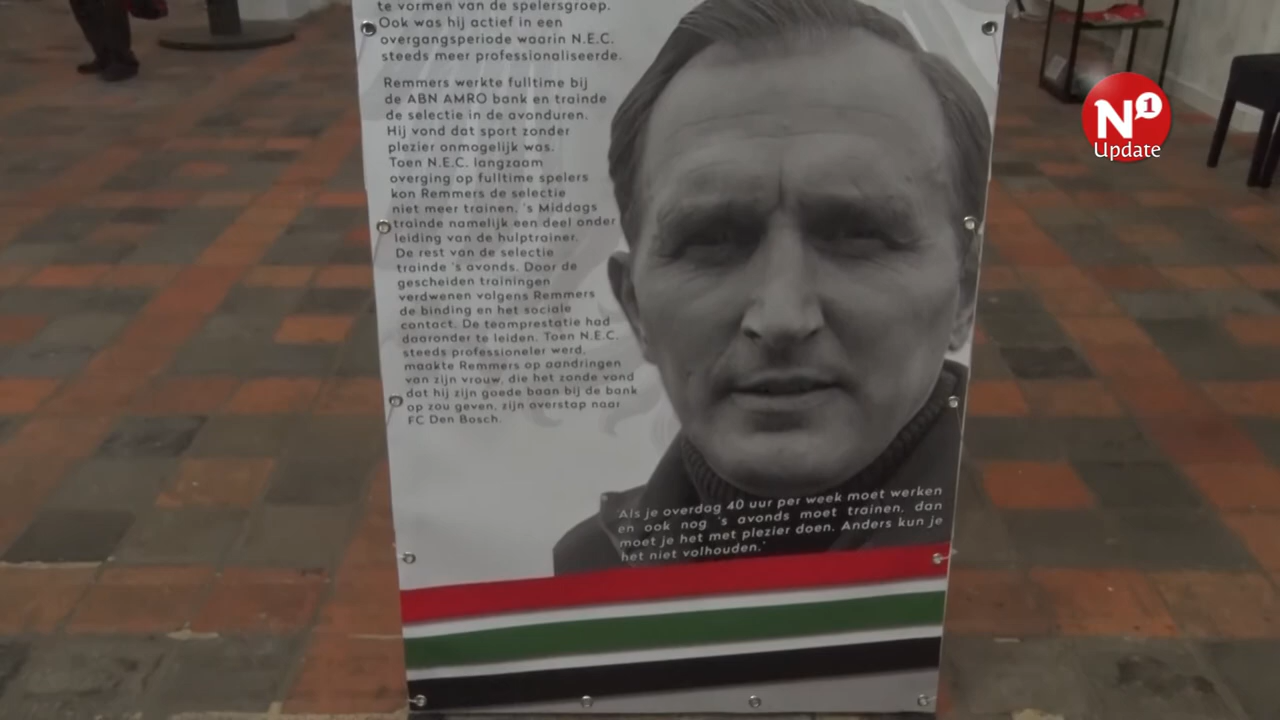 te vormen van de spelersgroep.
Ook was hij actief in een
overgangsperiode waarin N.E.C.
steeds meer professionaliseerde.
Remmers werkte fulltime bij
de ABN AMRO bank en trainde
de selectie in de avonduren.
Hij vond dat sport zonder
plezier onmogelijk was.
Toen N.E.C. langzaam
overging op fulltime spelers
kon Remmers de selectie
niet meer trainen. 's Middags
trainde namelijk een deel onder
leiding van de hulptrainer.
De rest van de selectie
trainde 's avonds. Door de
gescheiden trainingen
verdwenen volgens Remmers
de binding en het sociale
contact. De teamprestatie had
daaronder te leiden. Toen N.E.C.
steeds professioneler werd,
maakte Remmers op aandringen
van zijn vrouw, die het zonde vond
dat hij zijn goede baan bij de bank
op zou geven, zijn overstap naar
FC Den Bosch.
'Als je overdag 40 uur per week moet werken
en ook nog 's avonds moet trainen, dan
moet je het met plezier doen. Anders kun je
het niet volhouden.'
N1
Update